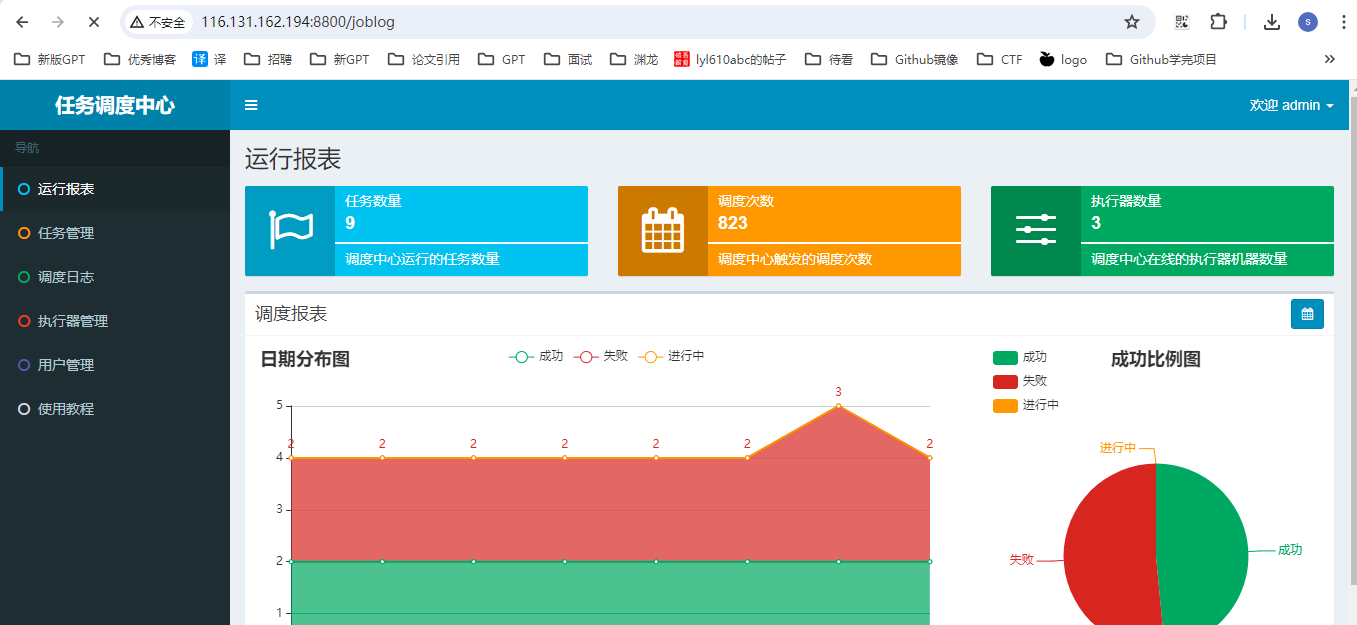 不安全 116.131.162.194:8800/joblog S
新版GPT 优秀博客 译 译 招聘 新GPT 论文引用 GPT 面试 渊龙 lyl610abc的帖子 待看 Github镜像 CTF logo Github学完项目
任务调度中心 欢迎 admin
导航
运行报表
任务管理
调度日志
执行器管理
用户管理
使用教程
运行报表
任务数量
9
调度中心运行的任务数量
调度次数
823
调度中心触发的调度次数
执行器数量
3
调度中心在线的执行器机器数量
调度报表
日期分布图
成功 失败 进行中
5
4
3
2
1
2 2 2 2 2 2 3 2
成功
失败
进行中
成功比例图
进行中
失败
成功